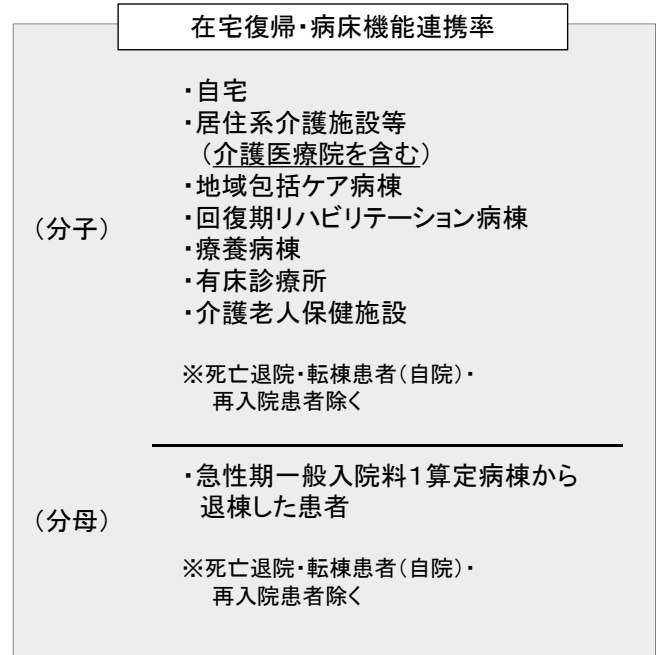 在宅復帰・病床機能連携率
・自宅
・居住系介護施設等
（介護医療院を含む）
・地域包括ケア病棟
・回復期リハビリテーション病棟
（分子）
・療養病棟
・有床診療所
・介護老人保健施設
※死亡退院・転棟患者（自院）・
再入院患者除く
・急性期一般入院料１算定病棟から
退棟した患者
（分母）
※死亡退院・転棟患者（自院）・
再入院患者除く